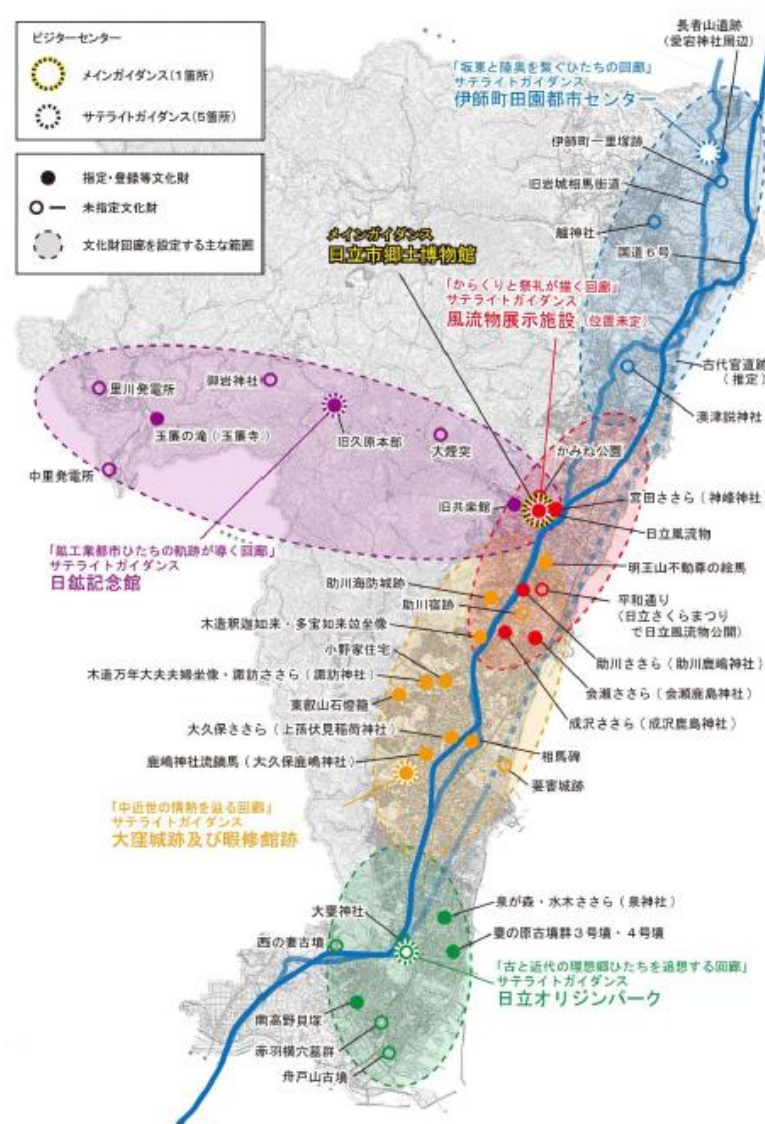 ビジターセンター
メインガイダンス(1箇所)
サテライトガイダンス(5箇所)
指定・登録等文化財
未指定文化財
文化財回廊を設定する主な範囲
長者山遺跡
(愛宕神社周辺)
「坂東と陸奥を繋ぐひたちの回廊」
サテライトガイダンス
伊師町田園都市センター
伊師町一里塚跡
旧岩城相馬街道
艫神社
国道6号
メインガイダンス
日立市郷土博物館
「からくりと祭礼が描く回廊」
サテライトガイダンス
風流物展示施設(位置未定)
古代官道跡
(推定)
澳津説神社
御岩神社
里川発電所
玉簾の滝(玉簾寺)
旧久原本部
大煙突
かみね公園
中里発電所
旧共楽館
宮田ささら(神峰神社)
日立風流物
「鉱工業都市ひたちの軌跡が導く回廊」
サテライトガイダンス
日鉱記念館
明王山不動尊の絵馬
助川海防城跡
平和通り
(日立さくらまつり
で日立風流物公開)
助川宿跡
木造釈迦如来・多宝如来竝坐像
小野家住宅
助川ささら(助川鹿嶋神社)
木造万年大夫夫婦坐像・諏訪ささら(諏訪神社)
会瀬ささら(会瀬鹿島神社)
東叡山石燈籠
成沢ささら(成沢鹿島神社)
大久保ささら(上孫伏見稲荷神社)
相馬碑
鹿嶋神社流鏑馬(大久保鹿嶋神社)
要害城跡
「中近世の情熱を辿る回廊」
サテライトガイダンス
大窪城跡及び暇修館跡
大甕神社
泉が森・水木ささら(泉神社)
西の妻古墳
甕の原古墳群3号墳・4号墳
「古と近代の理想郷ひたちを追想する回廊」
サテライトガイダンス
日立オリジンパーク
南高野貝塚
赤羽横穴墓群
舟戸山古墳